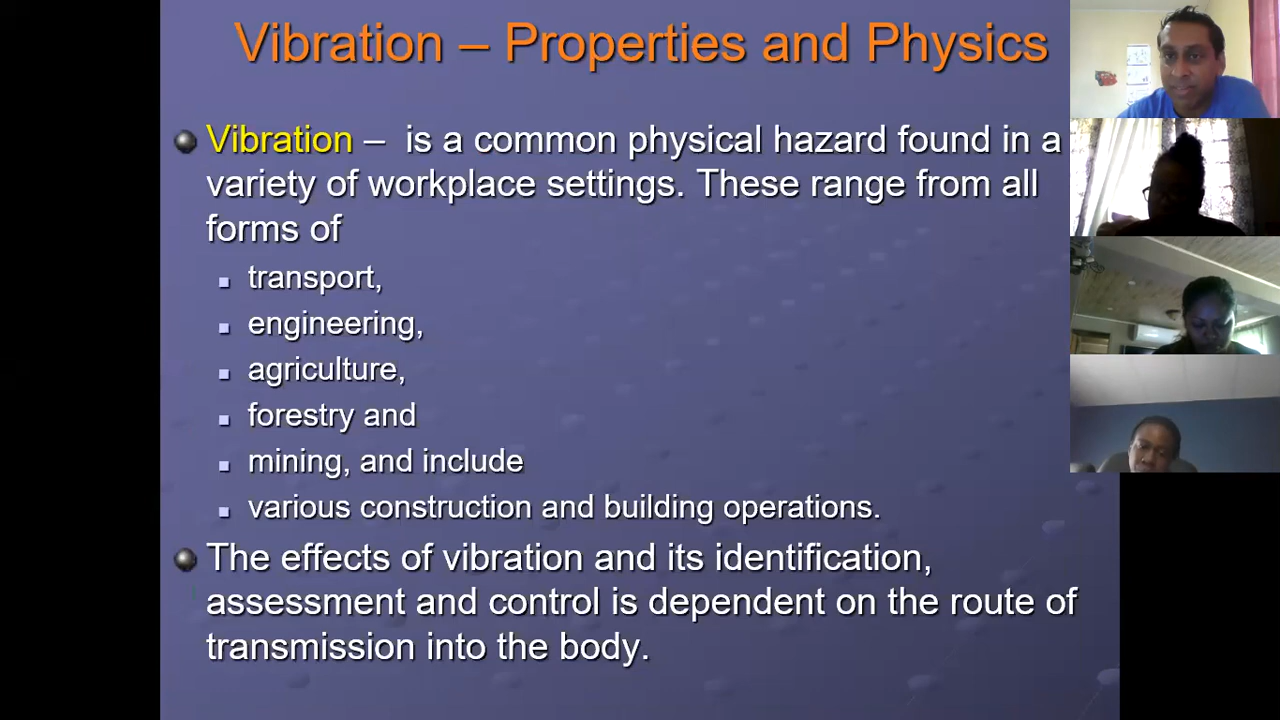 Vibration – Properties and Physics
Vibration – is a common physical hazard found in a
variety of workplace settings. These range from all
forms of
transport,
engineering,
agriculture,
forestry and
mining, and include
various construction and building operations.
The effects of vibration and its identification,
assessment and control is dependent on the route of
transmission into the body.